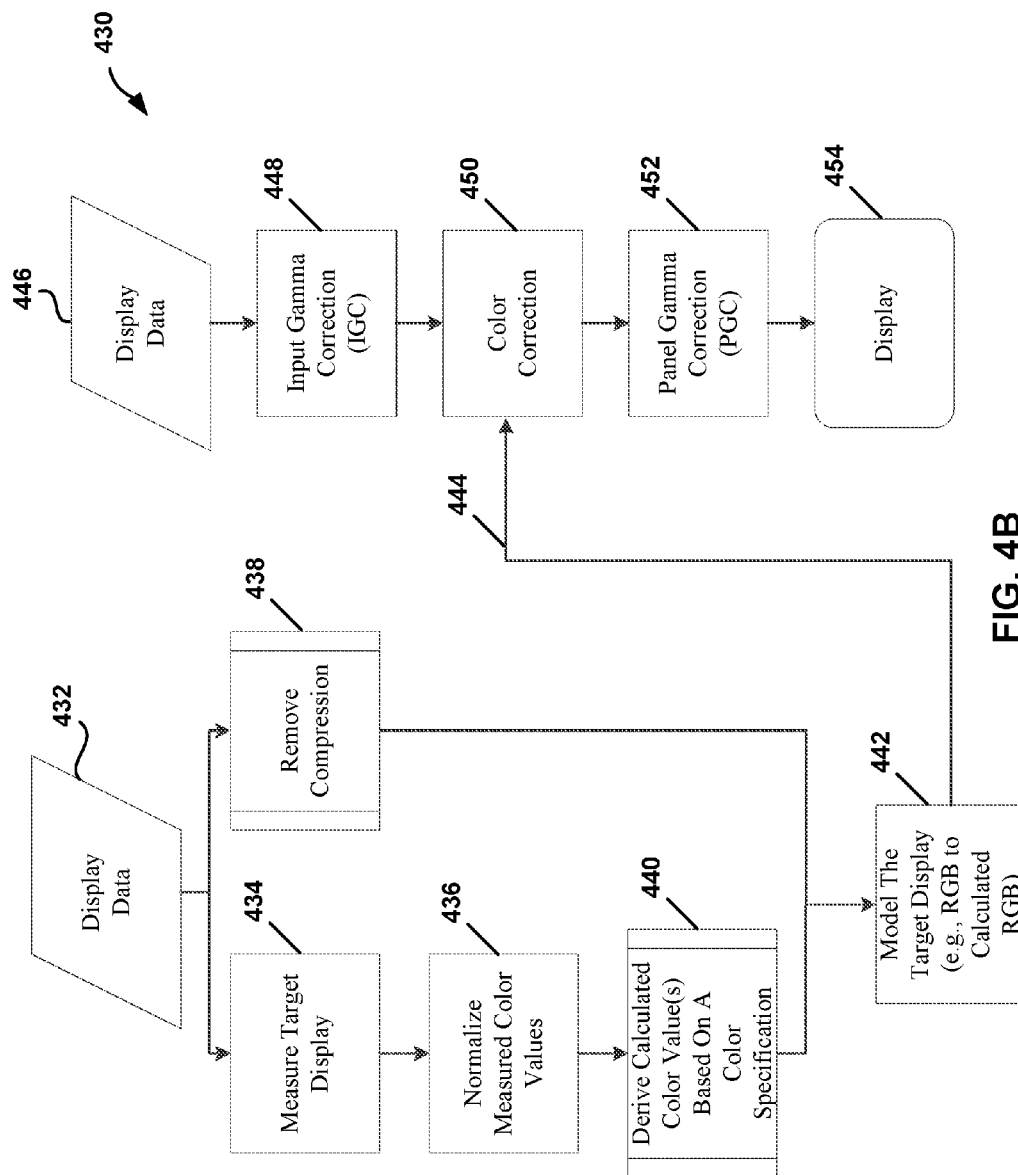 430
446
Display
Data
448
Input Gamma
Correction
(IGC)
450
Color
Correction
452
Panel Gamma
Correction
(PGC)
454
Display
444
432
Display
Data
438
Remove
Compression
434
Measure Target
Display
436
Normalize
Measured Color
Values
440
Derive Calculated
Color Value(s)
Based On A
Color
Specification
442
Model The
Target Display
(e.g., RGB to
Calculated
RGB)
FIG. 4B